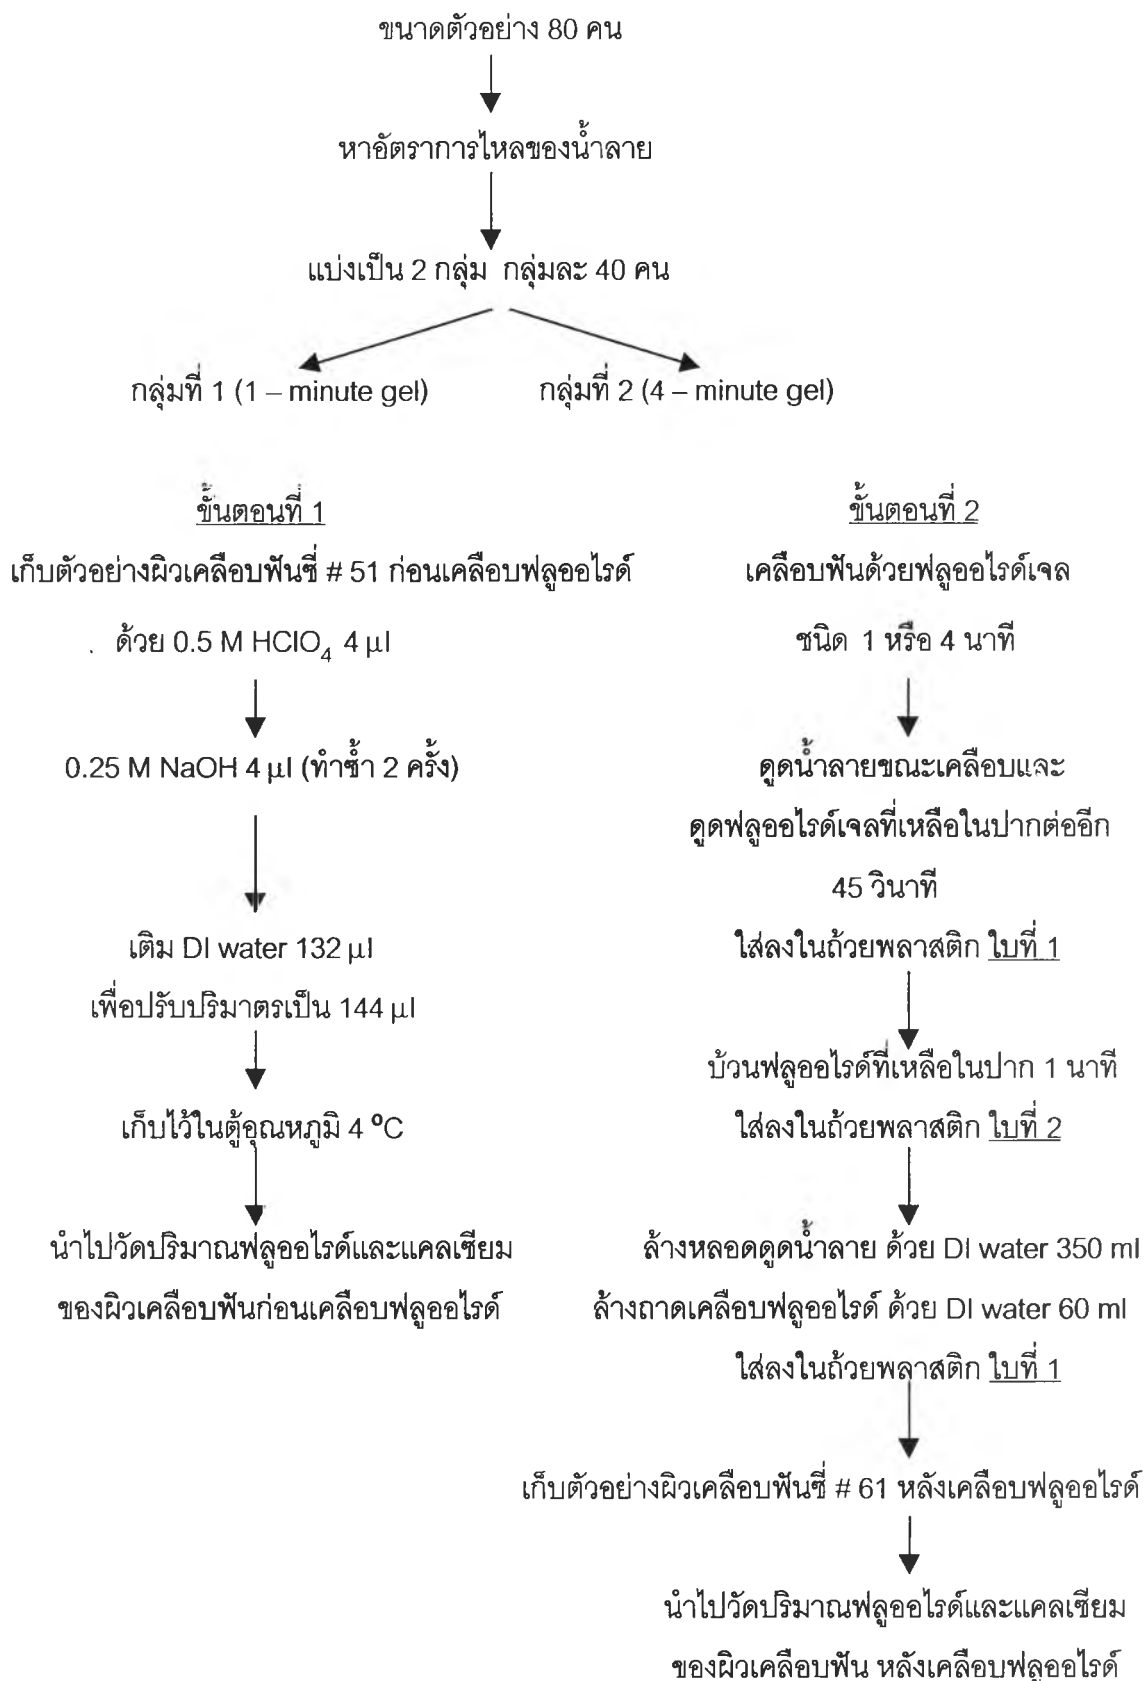 ขนาดตัวอย่าง 80 คน
หาอัตราการไหลของน้ำลาย
แบ่งเป็น 2 กลุ่ม กลุ่มละ 40 คน
กลุ่มที่ 1 (1 – minute gel)
กลุ่มที่ 2 (4 – minute gel)
ขั้นตอนที่ 1
เก็บตัวอย่างผิวเคลือบฟันซี่ # 51 ก่อนเคลือบฟลูออไรด์
ด้วย 0.5 M HClO₄ 4 µl
0.25 M NaOH 4 µl (ทำซ้ำ 2 ครั้ง)
เติม DI water 132 µl
เพื่อปรับปริมาตรเป็น 144 µl
เก็บไว้ในตู้อุณหภูมิ 4 ºC
นำไปวัดปริมาณฟลูออไรด์และแคลเซียม
ของผิวเคลือบฟันก่อนเคลือบฟลูออไรด์
ขั้นตอนที่ 2
เคลือบฟันด้วยฟลูออไรด์เจล
ชนิด 1 หรือ 4 นาที
ดูดน้ำลายขณะเคลือบและ
ดูดฟลูออไรด์เจลที่เหลือในปากต่ออีก
45 วินาที
ใส่ลงในถ้วยพลาสติก ใบที่ 1
บ้วนฟลูออไรด์ที่เหลือในปาก 1 นาที
ใส่ลงในถ้วยพลาสติก ใบที่ 2
ล้างหลอดดูดน้ำลาย ด้วย DI water 350 ml
ล้างถาดเคลือบฟลูออไรด์ ด้วย DI water 60 ml
ใส่ลงในถ้วยพลาสติก ใบที่ 1
เก็บตัวอย่างผิวเคลือบฟันซี่ # 61 หลังเคลือบฟลูออไรด์
นำไปวัดปริมาณฟลูออไรด์และแคลเซียม
ของผิวเคลือบฟัน หลังเคลือบฟลูออไรด์